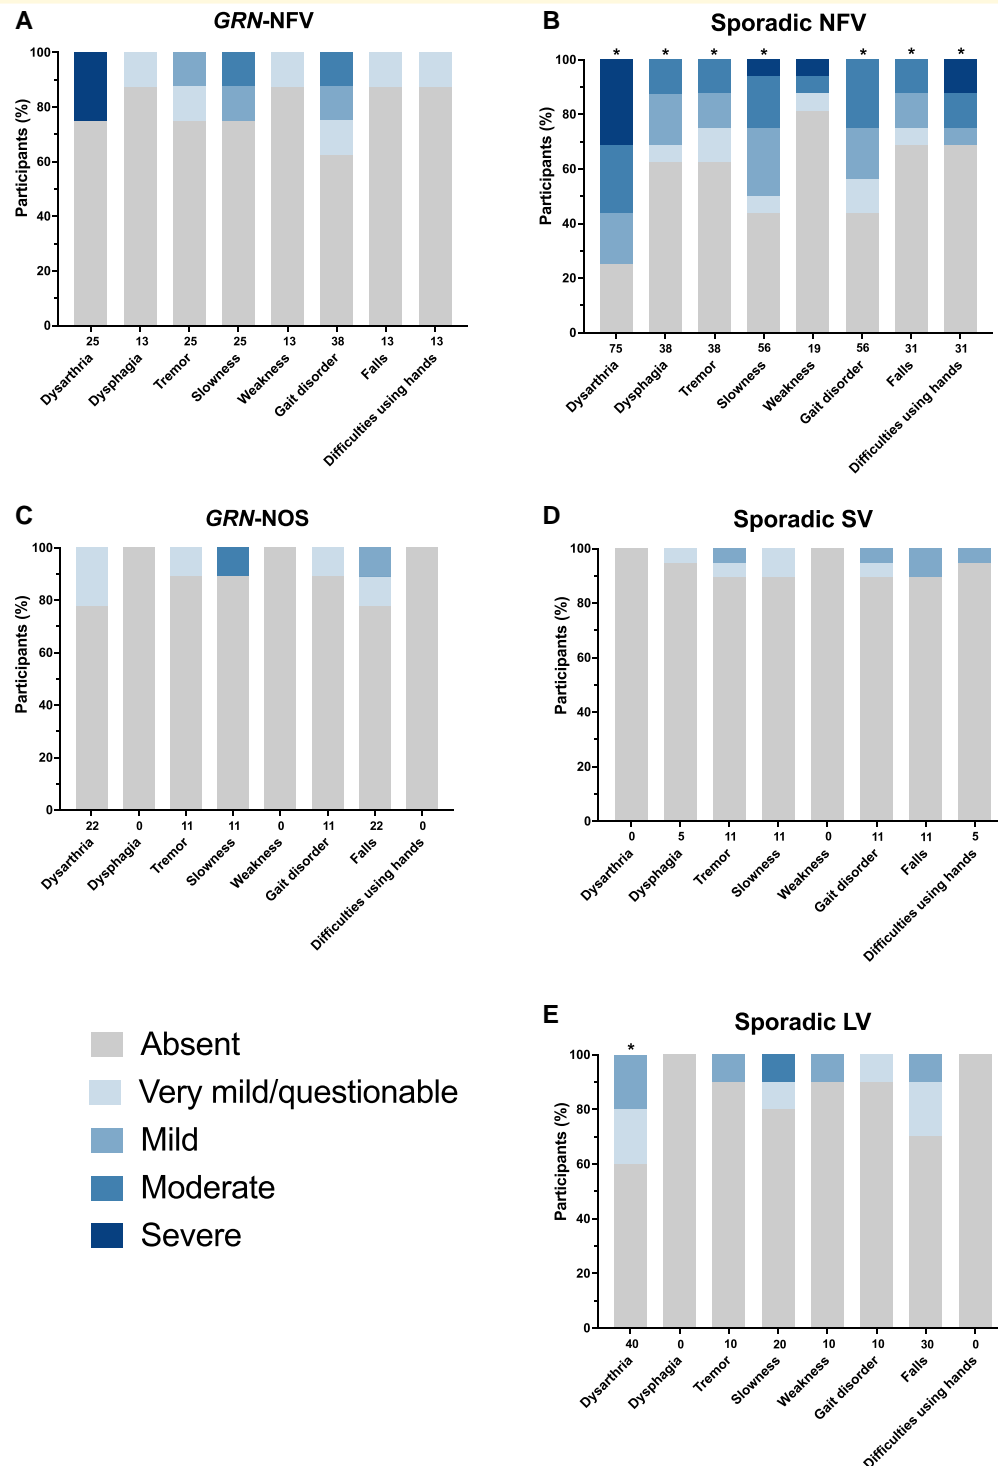 A
GRN-NFV
Participants (%)
100
80
60
40
20
0
25 13 25 25 13 38 13 13
Dysarthria
Dysphagia
Tremor
Slowness
Weakness
Gait disorder
Falls
Difficulties using hands
B
Sporadic NFV
* * * * * * *
Participants (%)
100
80
60
40
20
0
75 38 38 56 19 56 31 31
Dysarthria
Dysphagia
Tremor
Slowness
Weakness
Gait disorder
Falls
Difficulties using hands
C
GRN-NOS
Participants (%)
100
80
60
40
20
0
22 0 11 11 0 11 22 0
Dysarthria
Dysphagia
Tremor
Slowness
Weakness
Gait disorder
Falls
Difficulties using hands
D
Sporadic SV
Participants (%)
100
80
60
40
20
0
0 5 11 11 0 11 11 5
Dysarthria
Dysphagia
Tremor
Slowness
Weakness
Gait disorder
Falls
Difficulties using hands
Absent
Very mild/questionable
Mild
Moderate
Severe
E
Sporadic LV
*
Participants (%)
100
80
60
40
20
0
40 0 10 20 10 10 30 0
Dysarthria
Dysphagia
Tremor
Slowness
Weakness
Gait disorder
Falls
Difficulties using hands